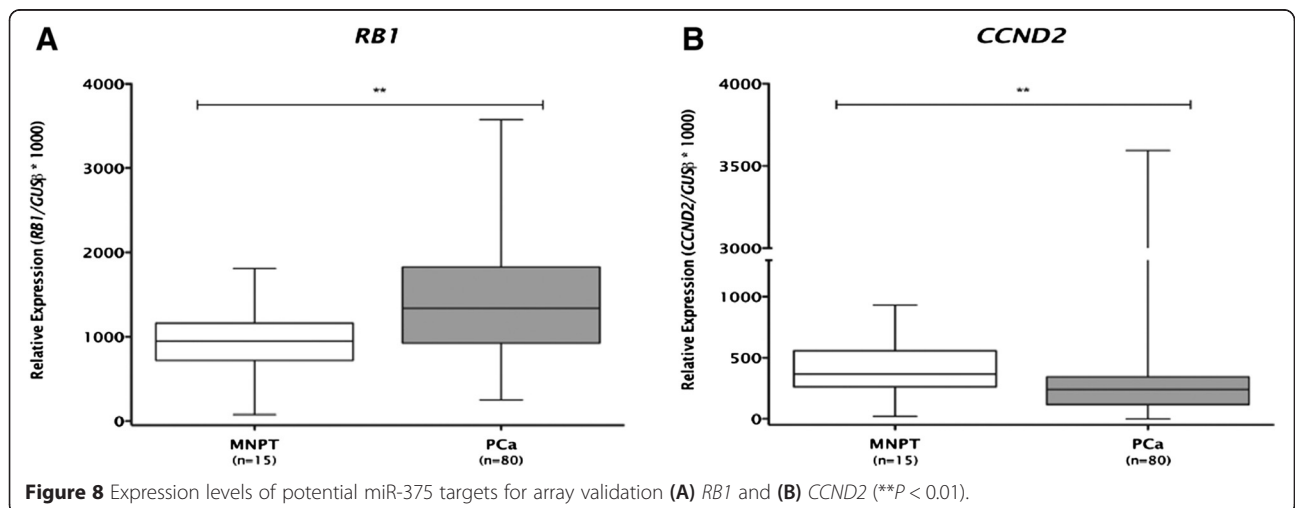 A
RB1
Relative Expression (RB1/GUSβ * 1000)
4000
3000
2000
1000
0
**
MNPT
(n=15)
PCa
(n=80)
B
CCND2
Relative Expression (CCND2/GUSβ * 1000)
4000
3500
3000
1000
500
0
**
MNPT
(n=15)
PCa
(n=80)
Figure 8 Expression levels of potential miR-375 targets for array validation (A) RB1 and (B) CCND2 (**P < 0.01).